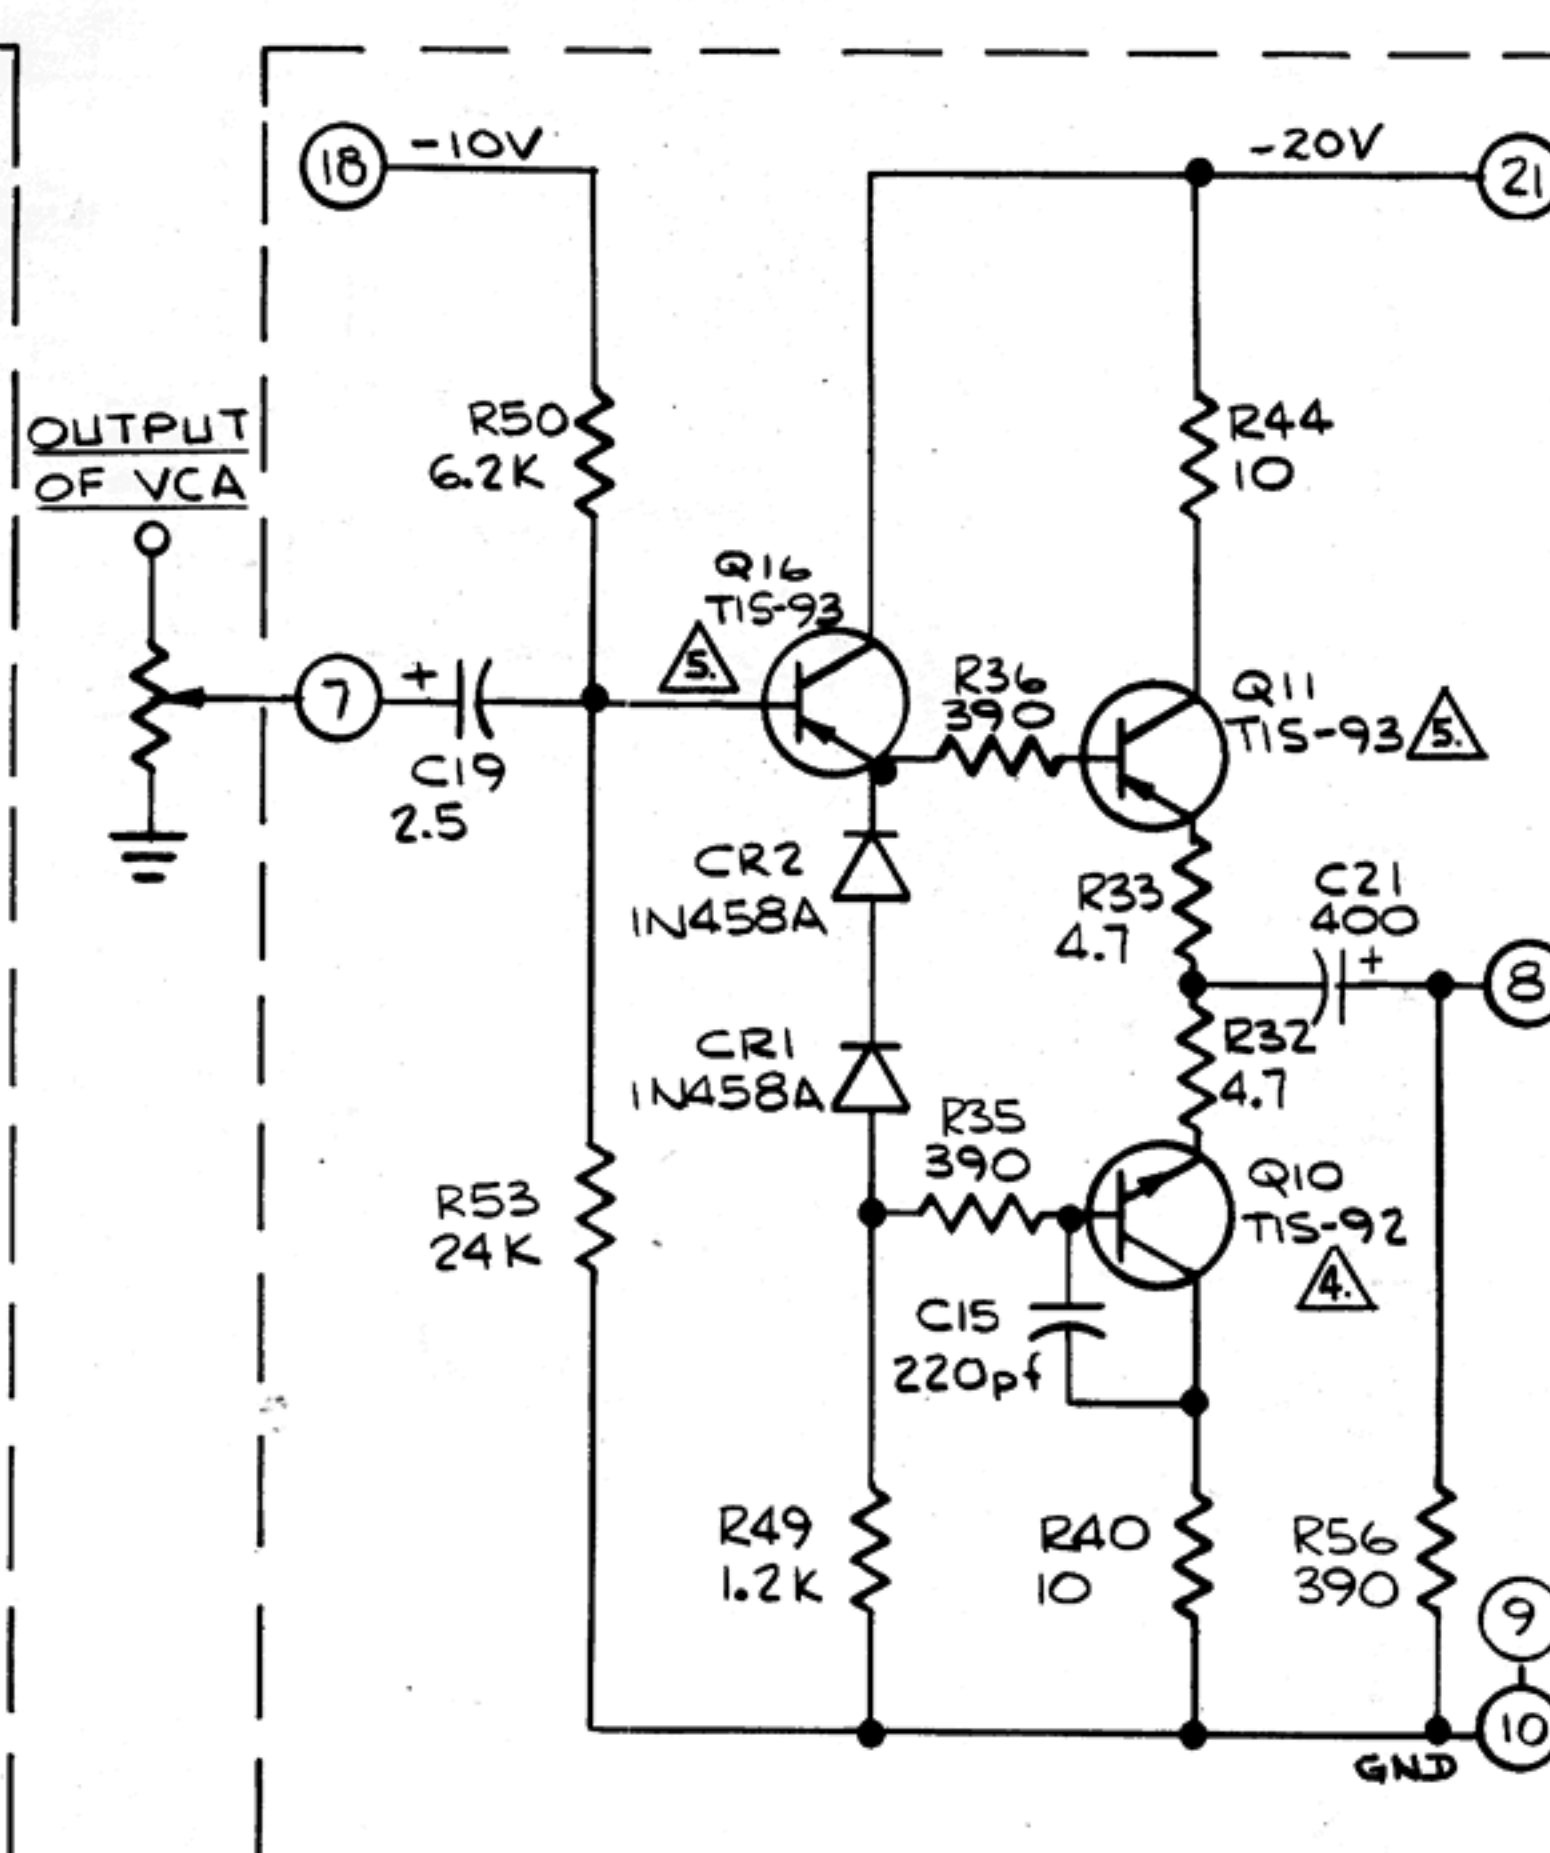 18
-10V
-20V
21
OUTPUT
OF VCA
R50
6.2K
R44
10
Q16
TIS-93
5.
R36
390
Q11
TIS-93
5.
7
+
C19
2.5
CR2
1N458A
R33
4.7
C21
400
+
8
R32
4.7
CR1
1N458A
R35
390
Q10
TIS-92
4.
R53
24K
C15
220pf
R49
1.2K
R40
10
R56
390
9
10
GND